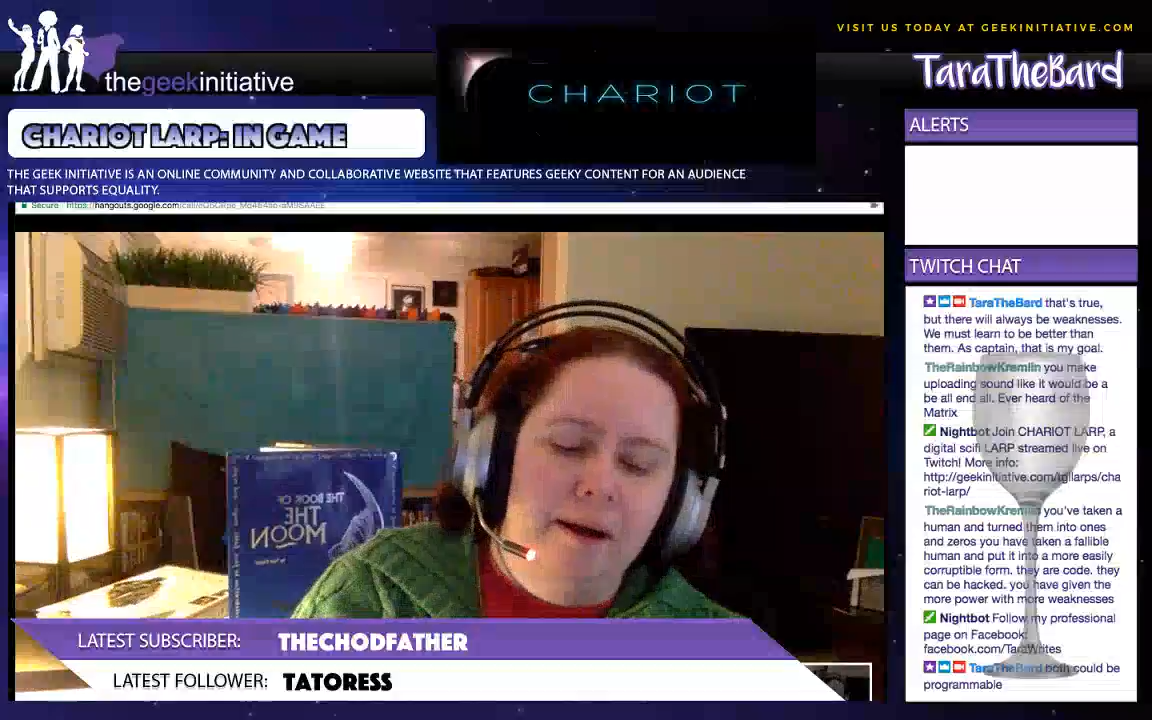 VISIT US TODAY AT GEEKINITIATIVE.COM
thegeekinitiative
CHARIOT
TaraTheBard
CHARIOT LARP: IN GAME
THE GEEK INITIATIVE IS AN ONLINE COMMUNITY AND COLLABORATIVE WEBSITE THAT FEATURES GEEKY CONTENT FOR AN AUDIENCE
THAT SUPPORTS EQUALITY.
Secure
THE BOOK OF
THE
MOON
LATEST SUBSCRIBER: THECHODFATHER
LATEST FOLLOWER: TATORESS
ALERTS
TWITCH CHAT
TaraTheBard that's true,
but there will always be weaknesses.
We must learn to be better than
them. As captain, that is my goal.
TheRainbowKremlin you make
uploading sound like it would be a
be all end all. Ever heard of the
Matrix
Nightbot Join CHARIOT LARP, a
digital scifi LARP streamed live on
Twitch! More info:
http://geekinitiative.com/tgilarps/cha
riot-larp/
TheRainbowKremlin you've taken a
human and turned them into ones
and zeros you have taken a fallible
human and put it into a more easily
corruptible form. they are code. they
can be hacked. you have given the
more power with more weaknesses
Nightbot Follow my professional
page on Facebook:
facebook.com/TaraWrites
TaraTheBard both could be
programmable